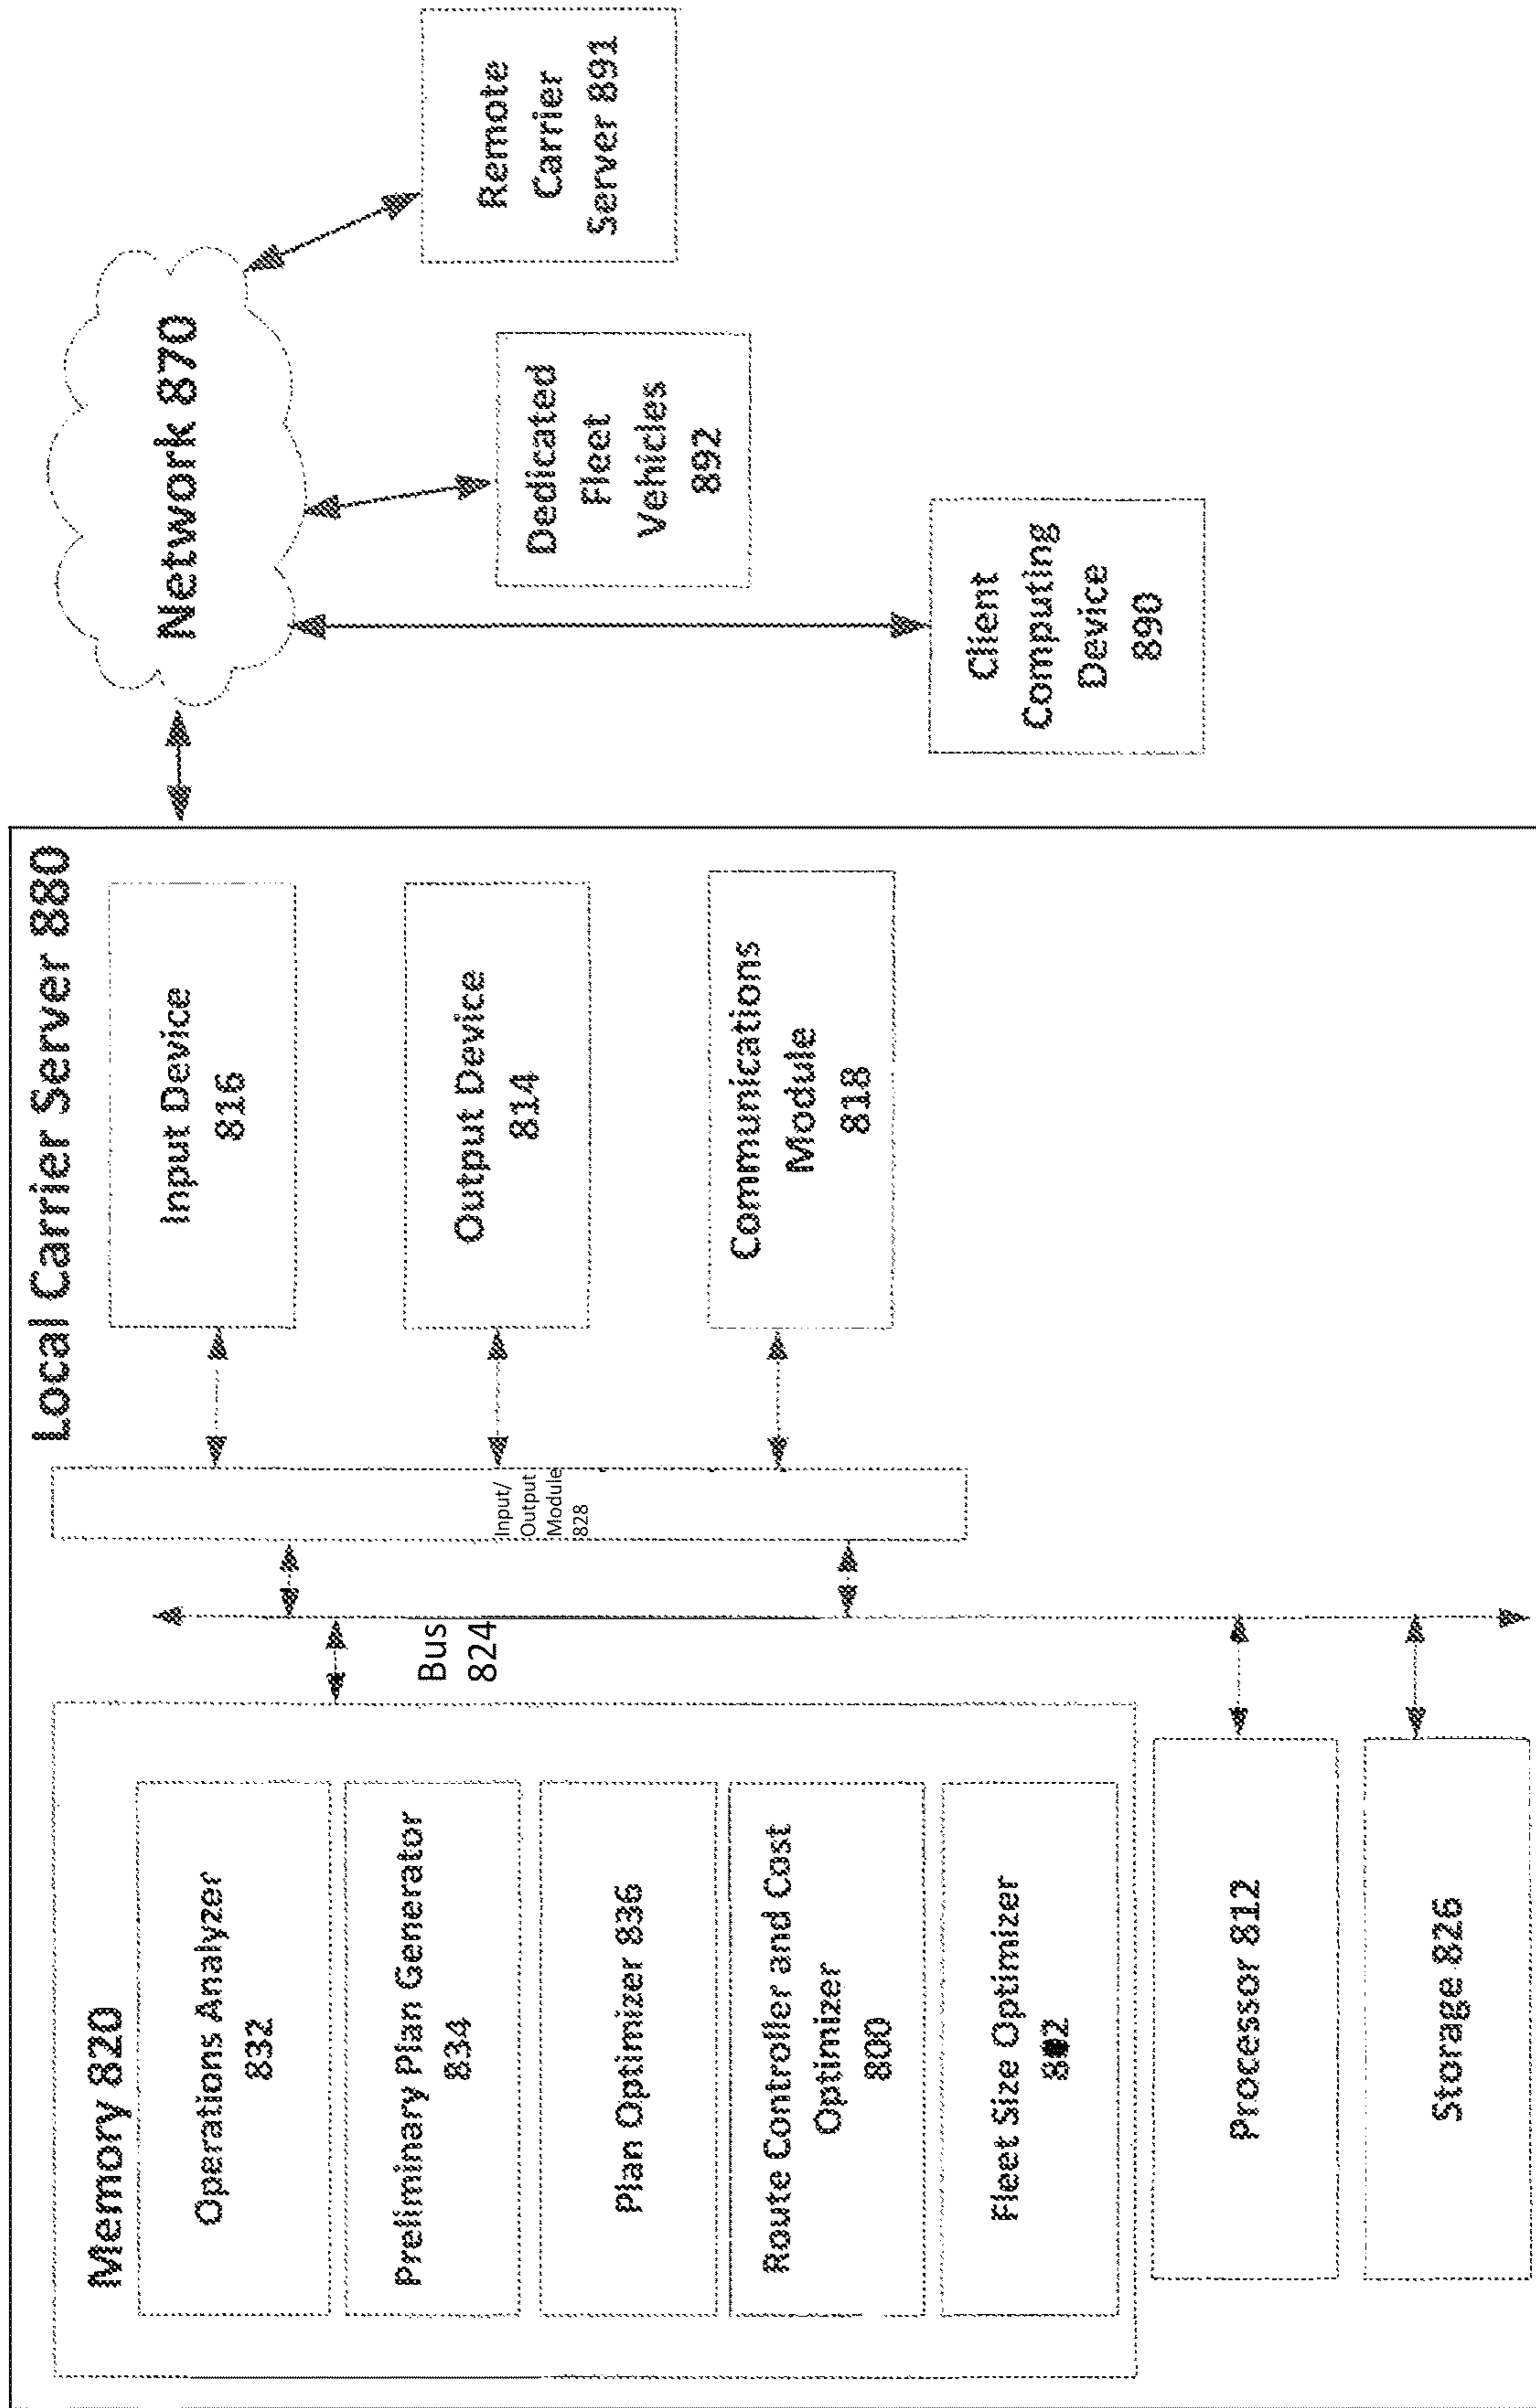 Local Carrier Server 880
Memory 820
Operations Analyzer
832
Preliminary Plan Generator
834
Plan Optimizer 836
Route Controller and Cost
Optimizer
800
Fleet Size Optimizer
Processor 812
Storage 826
Bus
824
Input/
Output
Module
828
Input Device
816
Output Device
814
Communications
Module
818
Network 870
Remote
Carrier
Server 891
Dedicated
Fleet
Vehicles
892
Client
Computing
Device
890